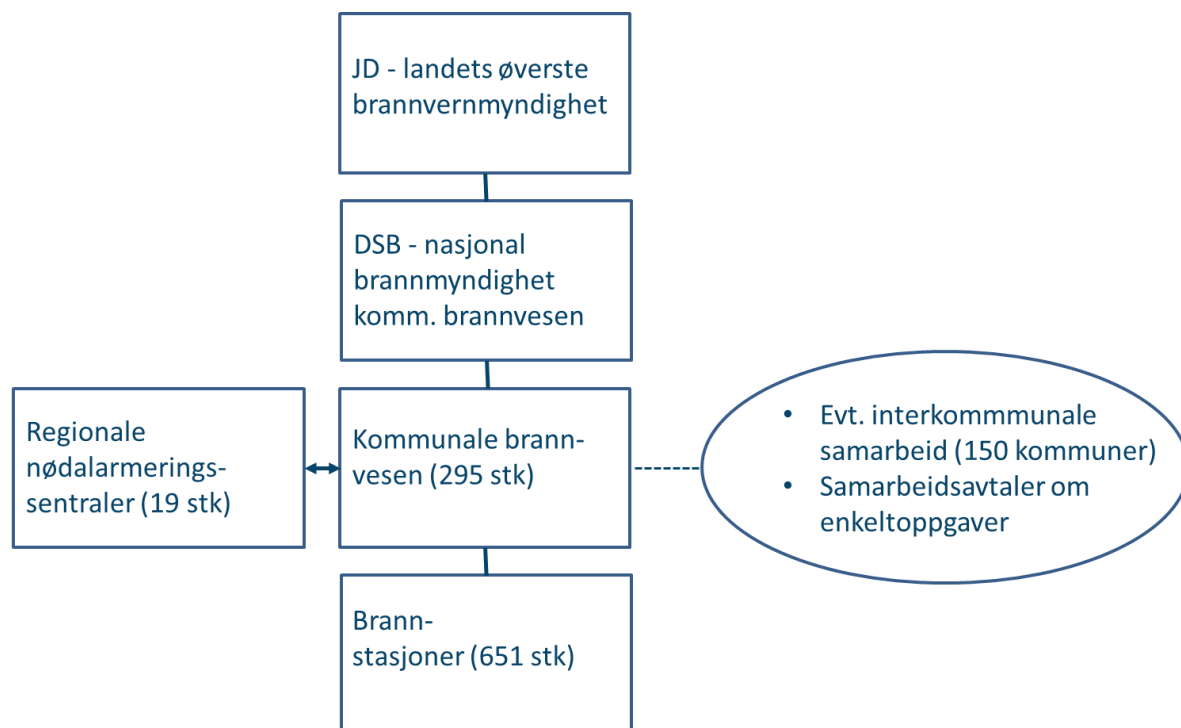 JD - landets øverste
brannvernmyndighet
DSB - nasjonal
brannmyndighet
komm. brannvesen
Regionale
nødalarmerings-
sentraler (19 stk)
Kommunale brann-
vesen (295 stk)
• Evt. interkommmunale
samarbeid (150 kommuner)
• Samarbeidsavtaler om
enkeltoppgaver
Brann-
stasjoner (651 stk)